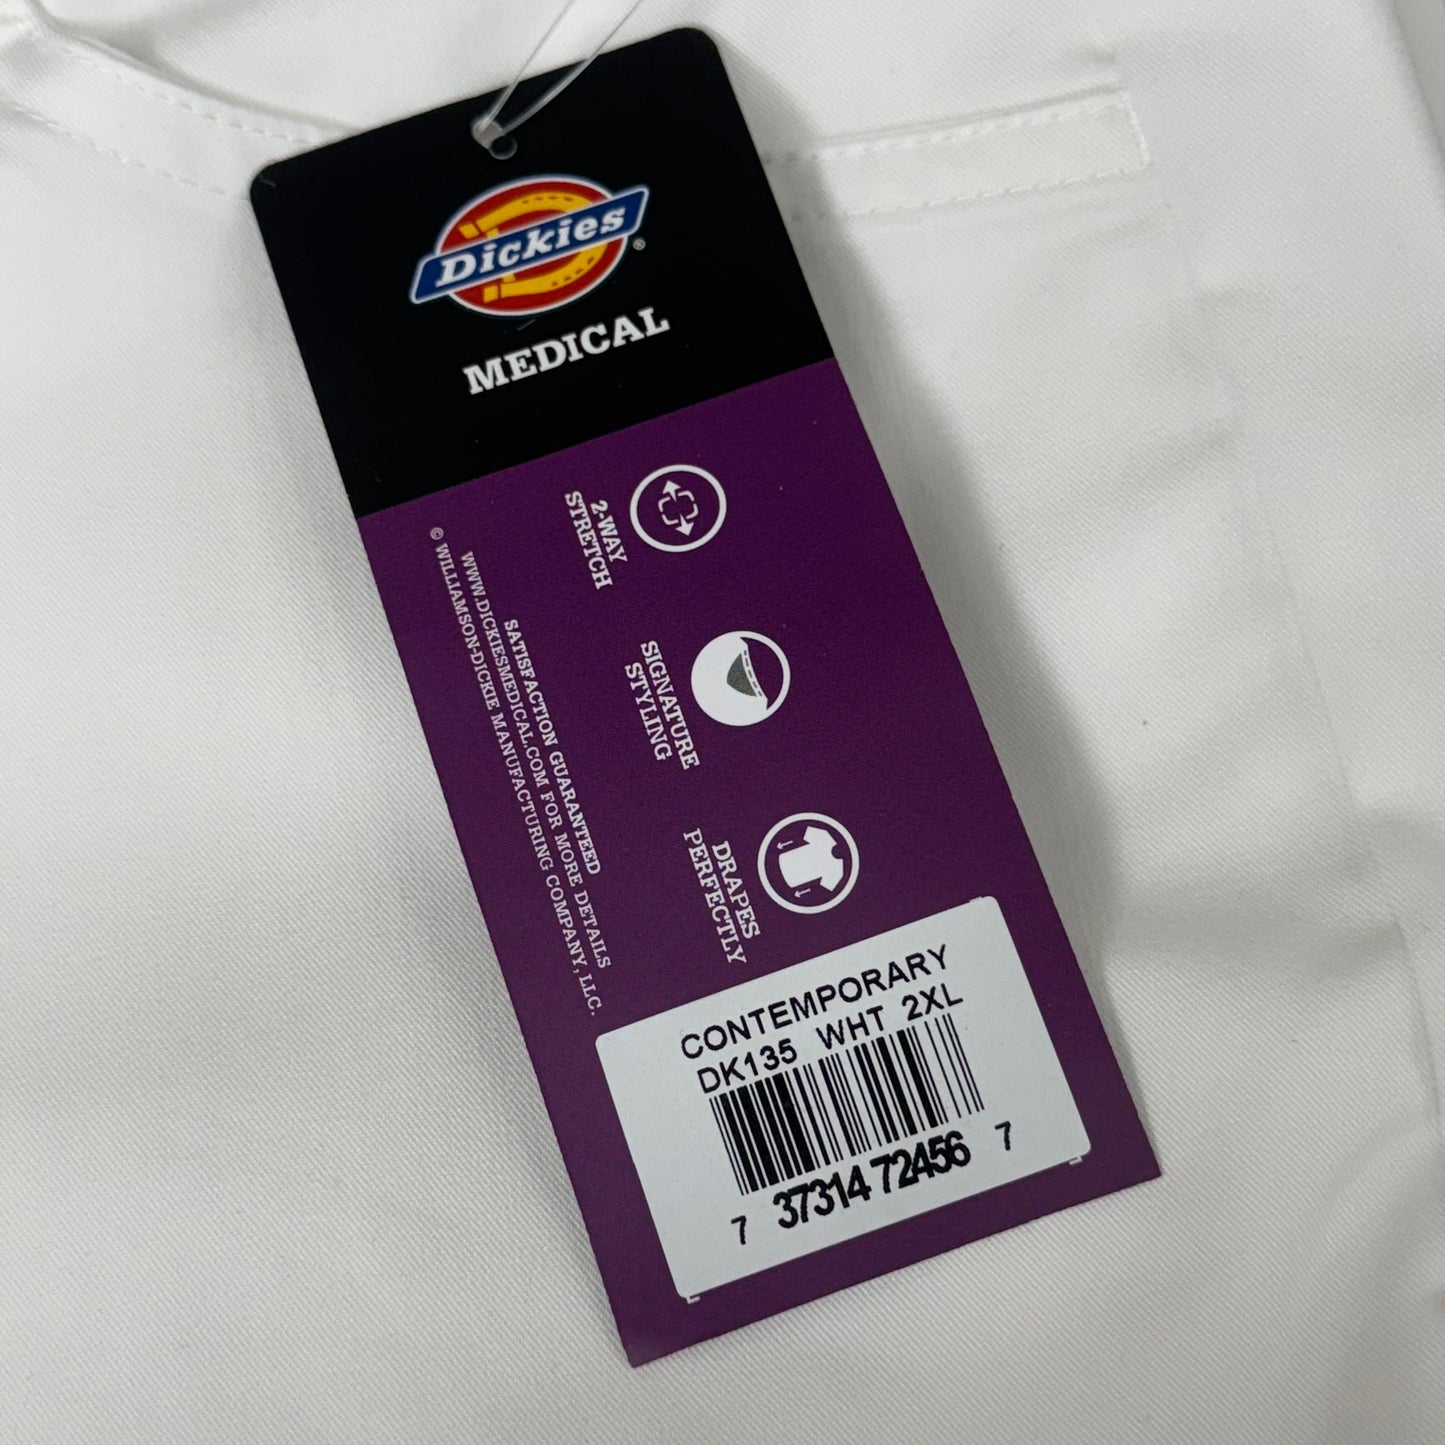 Dickies®
MEDICAL
2-WAY
STRETCH
SIGNATURE
STYLING
DRAPES
PERFECTLY
SATISFACTION GUARANTEED
WWW.DICKIESMEDICAL.COM FOR MORE DETAILS
© WILLIAMSON-DICKIE MANUFACTURING COMPANY, LLC.
CONTEMPORARY
DK135 WHT 2XL
7 37314 72456 7